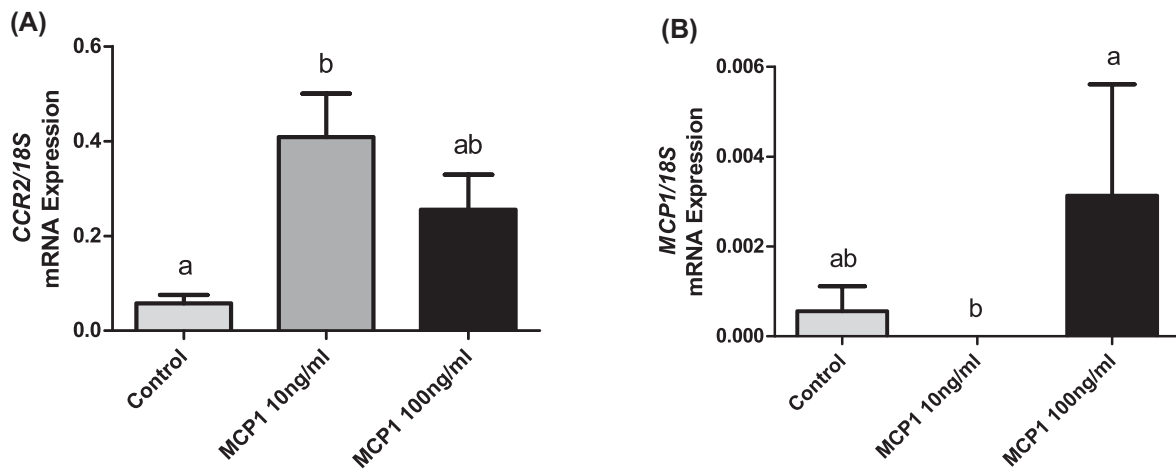 (A)
CCR2/18S
mRNA Expression
0.6
0.4
0.2
0.0
a
b
ab
Control
MCP1 10ng/ml
MCP1 100ng/ml
(B)
MCP1/18S
mRNA Expression
0.006
0.004
0.002
0.000
ab
b
a
Control
MCP1 10ng/ml
MCP1 100ng/ml